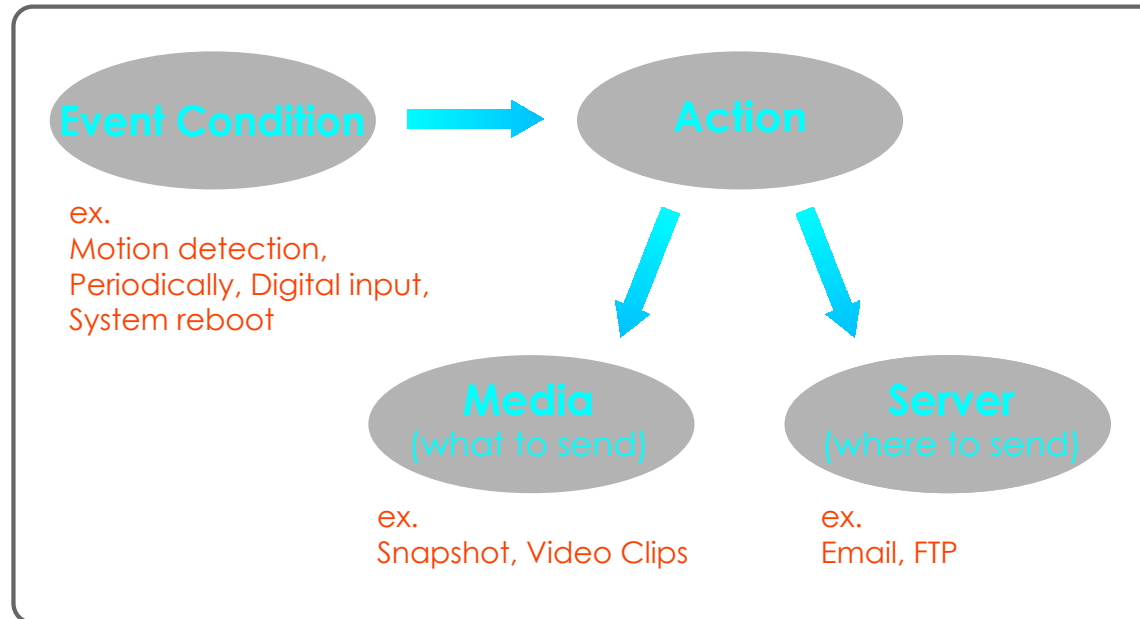 Event Condition
Action
ex.
Motion detection,
Periodically, Digital input,
System reboot
Media
(what to send)
Server
(where to send)
ex.
Snapshot, Video Clips
ex.
Email, FTP